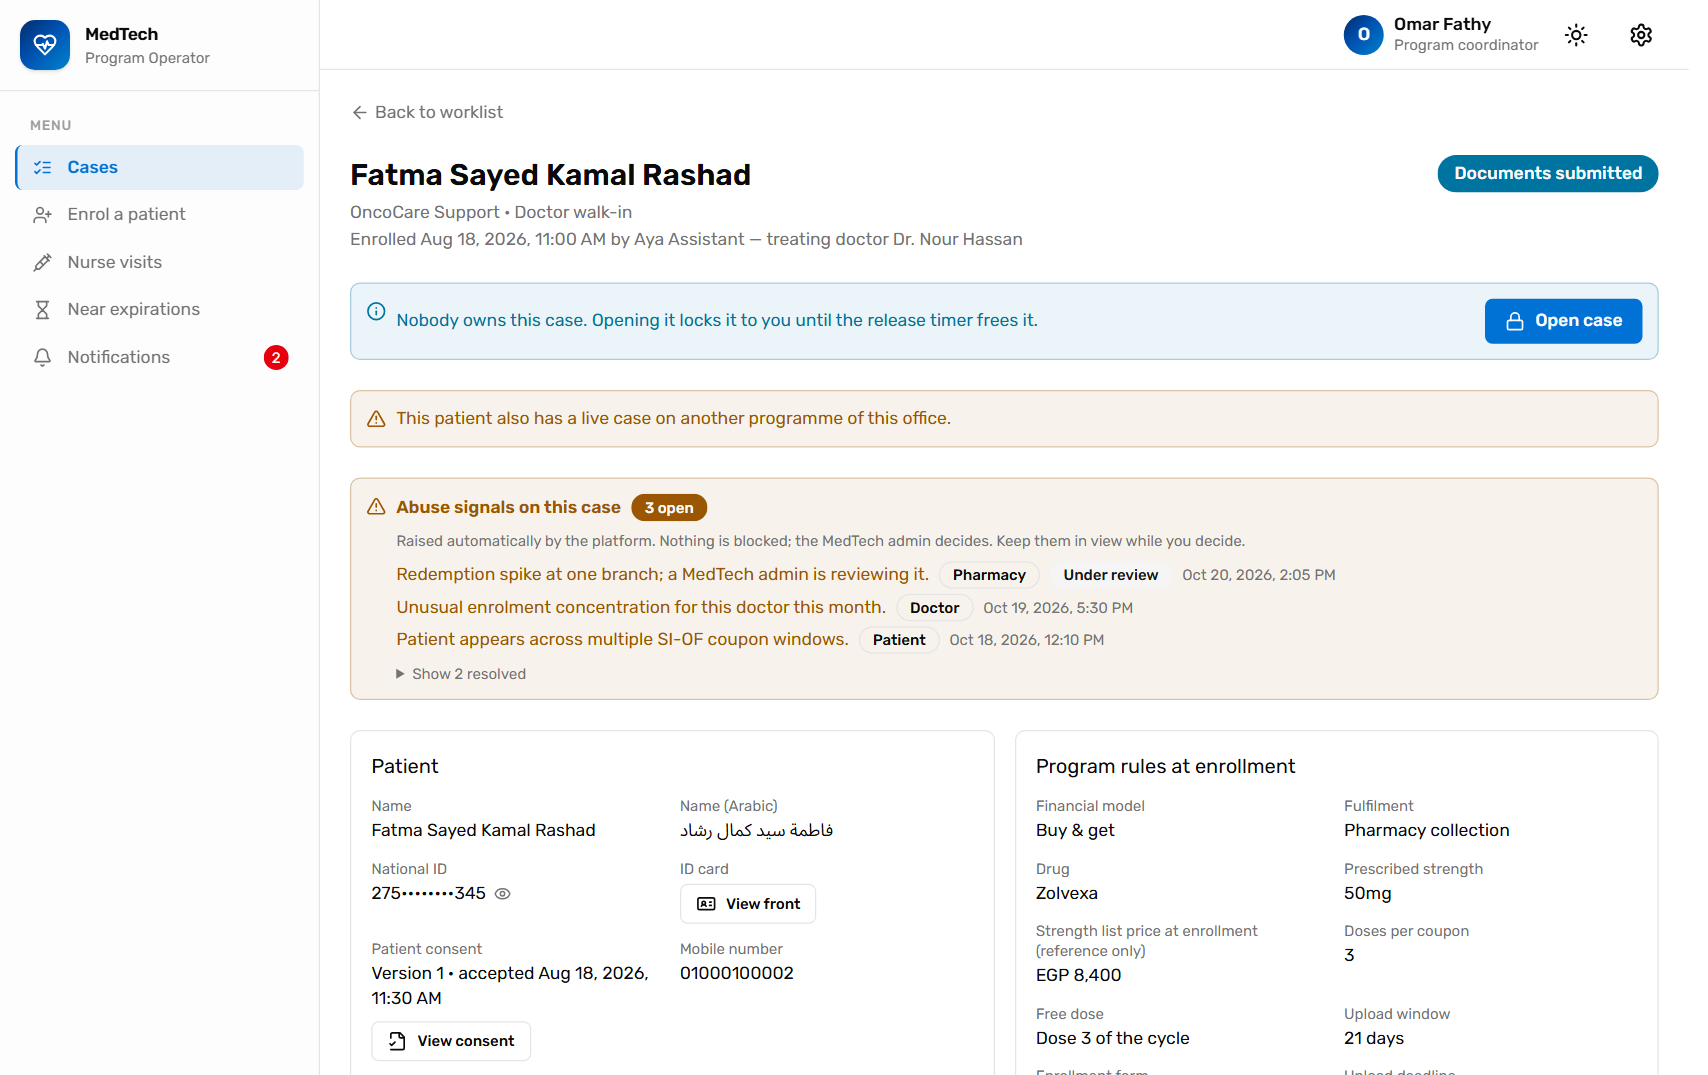 MedTech
Program Operator
MENU
Cases
Enrol a patient
Nurse visits
Near expirations
Notifications
2
O
Omar Fathy
Program coordinator
Back to worklist
Fatma Sayed Kamal Rashad
Documents submitted
OncoCare Support • Doctor walk-in
Enrolled Aug 18, 2026, 11:00 AM by Aya Assistant — treating doctor Dr. Nour Hassan
Nobody owns this case. Opening it locks it to you until the release timer frees it.
Open case
This patient also has a live case on another programme of this office.
Abuse signals on this case
3 open
Raised automatically by the platform. Nothing is blocked; the MedTech admin decides. Keep them in view while you decide.
Redemption spike at one branch; a MedTech admin is reviewing it. Pharmacy Under review Oct 20, 2026, 2:05 PM
Unusual enrolment concentration for this doctor this month. Doctor Oct 19, 2026, 5:30 PM
Patient appears across multiple SI-OF coupon windows. Patient Oct 18, 2026, 12:10 PM
Show 2 resolved
Patient
Name
Fatma Sayed Kamal Rashad
Name (Arabic)
فاطمة سيد كمال رشاد
National ID
275••••••••345
ID card
View front
Patient consent
Version 1 • accepted Aug 18, 2026,
11:30 AM
View consent
Mobile number
01000100002
Program rules at enrollment
Financial model
Buy & get
Fulfilment
Pharmacy collection
Drug
Zolvexa
Prescribed strength
50mg
Strength list price at enrollment
(reference only)
EGP 8,400
Doses per coupon
3
Free dose
Dose 3 of the cycle
Upload window
21 days